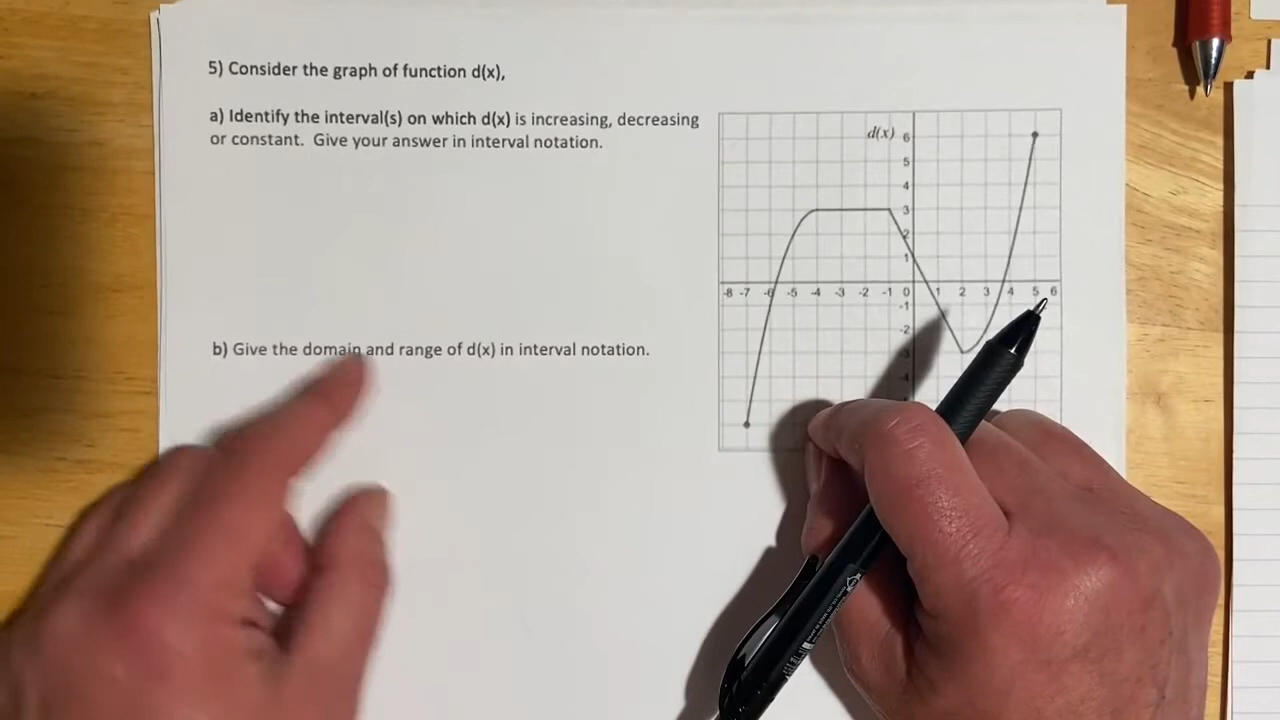 5) Consider the graph of function d(x),
a) Identify the interval(s) on which d(x) is increasing, decreasing
or constant. Give your answer in interval notation.
d(x) 6
5
4
3
2
1
-8 -7 -6 -5 -4 -3 -2 -1 0 1 2 3 4 5 6
-1
-2
-3
-4
b) Give the domain and range of d(x) in interval notation.